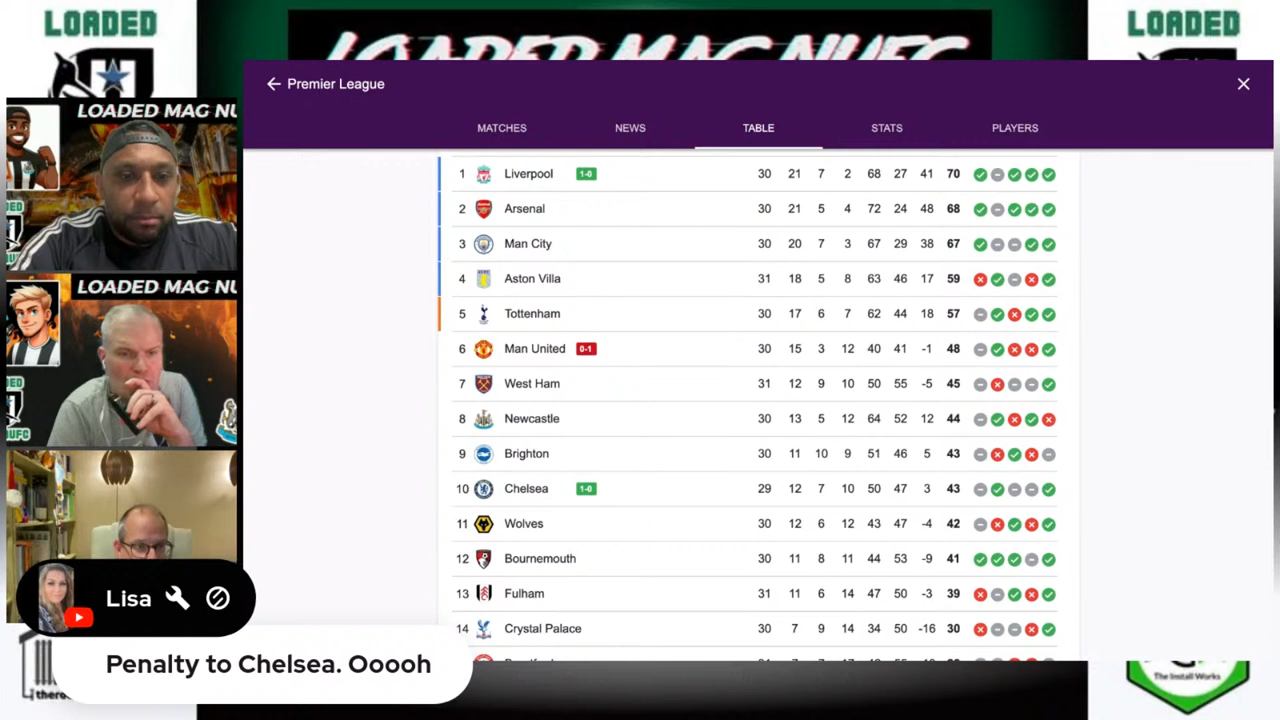 LOADED
LOADED MAG NUFC
LOADED
Premier League
MATCHES NEWS TABLE STATS PLAYERS
1 Liverpool 1-0 30 21 7 2 68 27 41 70
2 Arsenal 30 21 5 4 72 24 48 68
3 Man City 30 20 7 3 67 29 38 67
4 Aston Villa 31 18 5 8 63 46 17 59
5 Tottenham 30 17 6 7 62 44 18 57
6 Man United 0-1 30 15 3 12 40 41 -1 48
7 West Ham 31 12 9 10 50 55 -5 45
8 Newcastle 30 13 5 12 64 52 12 44
9 Brighton 30 11 10 9 51 46 5 43
10 Chelsea 1-0 29 12 7 10 50 47 3 43
11 Wolves 30 12 6 12 43 47 -4 42
12 Bournemouth 30 11 8 11 44 53 -9 41
13 Fulham 31 11 6 14 47 50 -3 39
14 Crystal Palace 30 7 9 14 34 50 -16 30
LOADED MAG NU
LOADED MAG NU
Lisa
Penalty to Chelsea. Ooooh
The Install Works